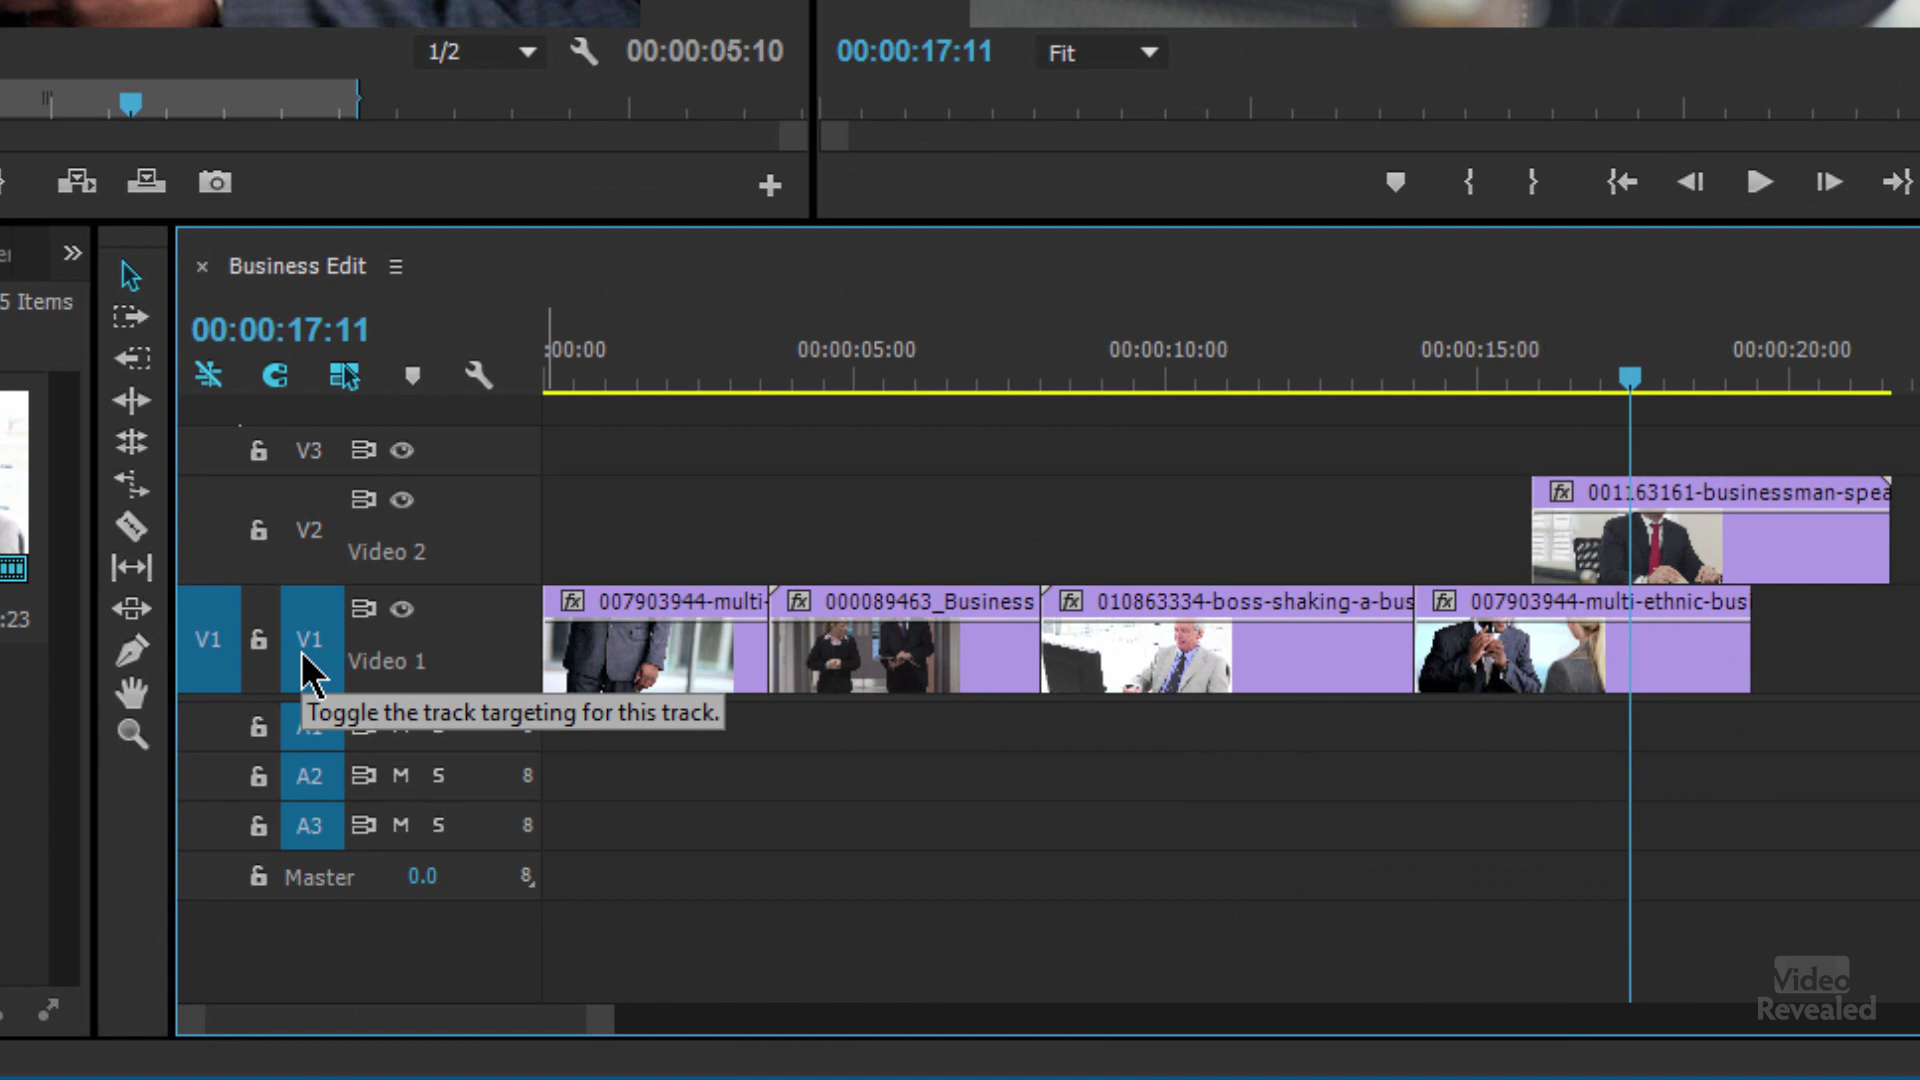 1/2
00:00:05:10
00:00:17:11
Fit
Business Edit
5 Items
00:00:17:11
:00:00
00:00:05:00
00:00:10:00
00:00:15:00
00:00:20:00
V3
V2
Video 2
fx 001163161-businessman-spea
V1
V1
Video 1
fx 007903944-multi-
fx 000089463_Business
fx 010863334-boss-shaking-a-bus
fx 007903944-multi-ethnic-busi
:23
Toggle the track targeting for this track.
A2 M S 8
A3 M S 8
Master 0.0 8
Video
Revealed